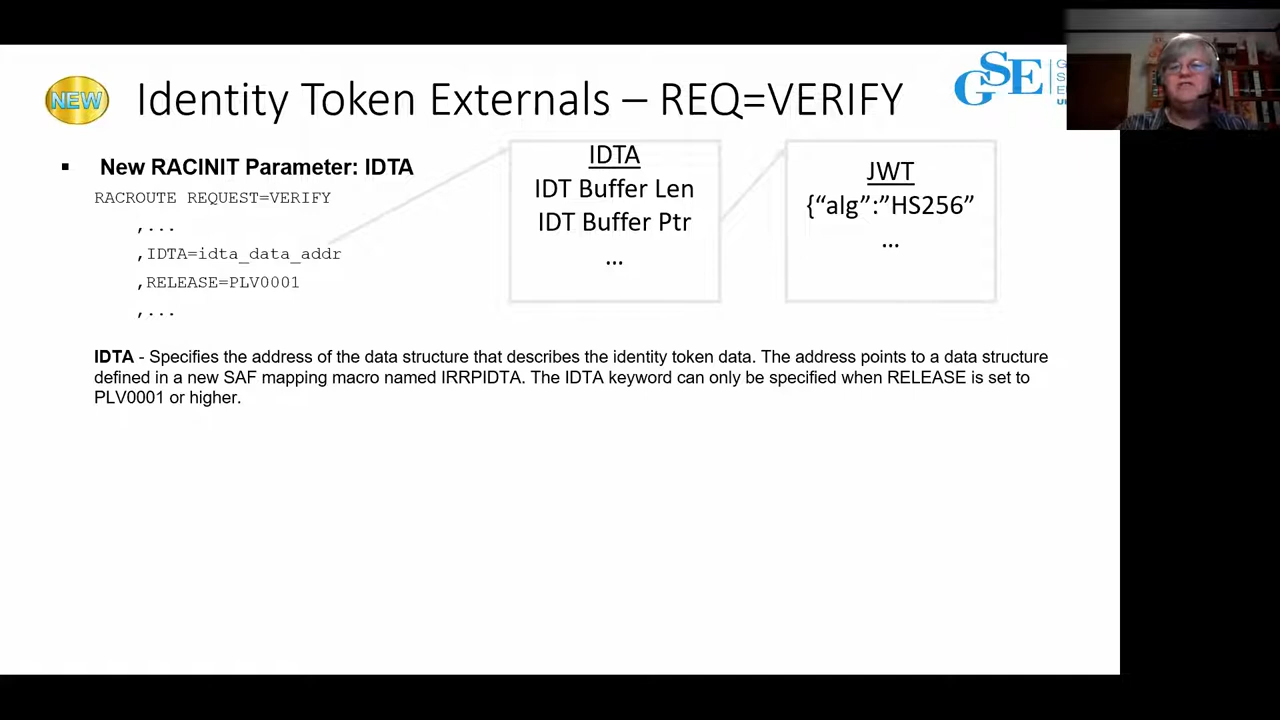 NEW
Identity Token Externals – REQ=VERIFY
GSE
▪ New RACINIT Parameter: IDTA
RACROUTE REQUEST=VERIFY
,...
,IDTA=idta_data_addr
,RELEASE=PLV0001
,...
IDTA
IDT Buffer Len
IDT Buffer Ptr
...
JWT
{“alg”:”HS256”
...
IDTA - Specifies the address of the data structure that describes the identity token data. The address points to a data structure
defined in a new SAF mapping macro named IRRPIDTA. The IDTA keyword can only be specified when RELEASE is set to
PLV0001 or higher.